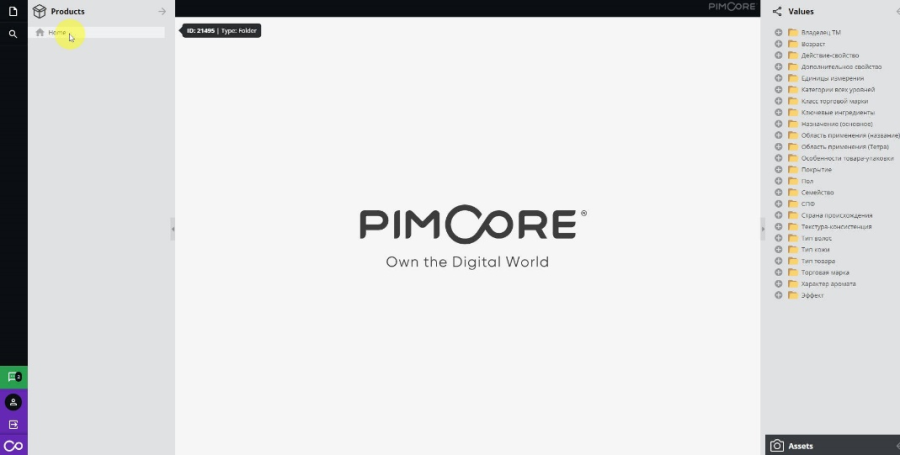 Products
PIMCORE
Values
Home
ID: 21495 | Type: Folder
Владелец ТМ
Возраст
Действие-свойство
Дополнительное свойство
Единицы измерения
Категории всех уровней
Класс торговой марки
Ключевые ингредиенты
Назначение (основное)
Область применения (название)
Область применения (Тетра)
Особенности товара-упаковки
Покрытие
Пол
Семейство
СПФ
Страна происхождения
Текстура-консистенция
Тип волос
Тип кожи
Тип товара
Торговая марка
Характер аромата
Эффект
PIMCORE®
Own the Digital World
Assets